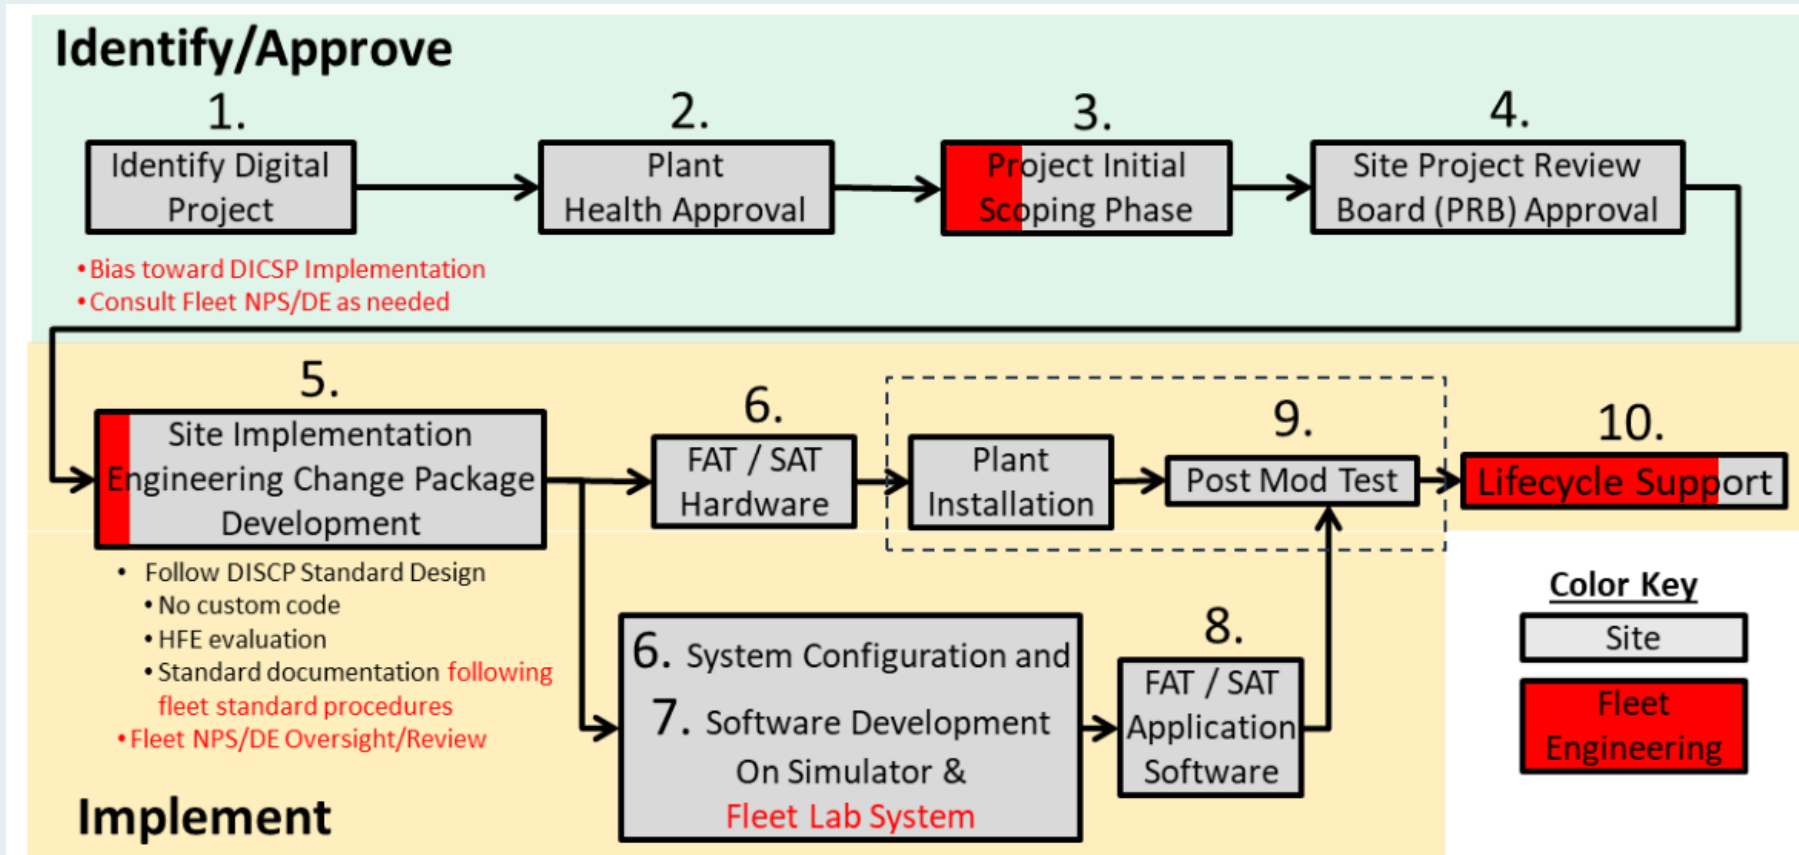 Identify/Approve
1.
Identify Digital
Project
2.
Plant
Health Approval
3.
Project Initial
Scoping Phase
4.
Site Project Review
Board (PRB) Approval
• Bias toward DICSP Implementation
• Consult Fleet NPS/DE as needed
5.
Site Implementation
Engineering Change Package
Development
• Follow DISCP Standard Design
• No custom code
• HFE evaluation
• Standard documentation following
fleet standard procedures
• Fleet NPS/DE Oversight/Review
6.
FAT / SAT
Hardware
Plant
Installation
9.
Post Mod Test
10.
Lifecycle Support
6. System Configuration and
7. Software Development
On Simulator &
Fleet Lab System
8.
FAT / SAT
Application
Software
Color Key
Site
Fleet
Engineering
Implement